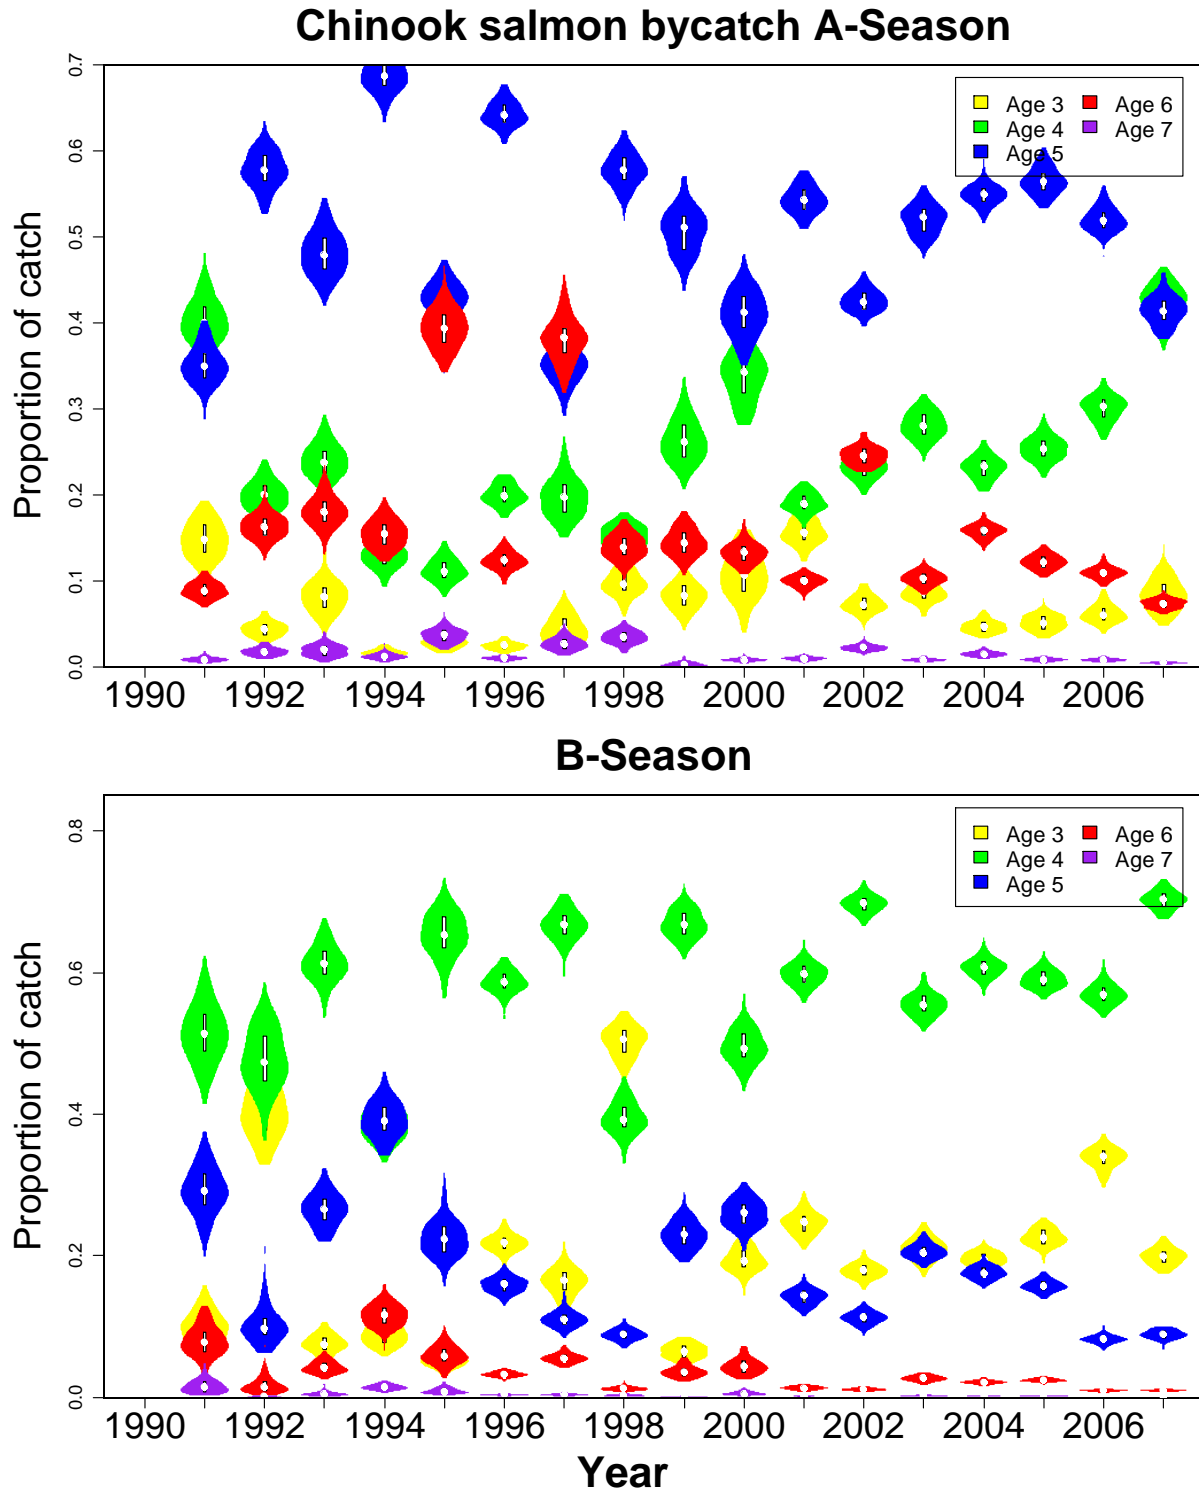 Chinook salmon bycatch A-Season
Proportion of catch
0.7
0.6
0.5
0.4
0.3
0.2
0.1
0.0
Age 3 Age 6
Age 4 Age 7
Age 5
1990 1992 1994 1996 1998 2000 2002 2004 2006
B-Season
Proportion of catch
0.8
0.6
0.4
0.2
0.0
Age 3 Age 6
Age 4 Age 7
Age 5
1990 1992 1994 1996 1998 2000 2002 2004 2006
Year